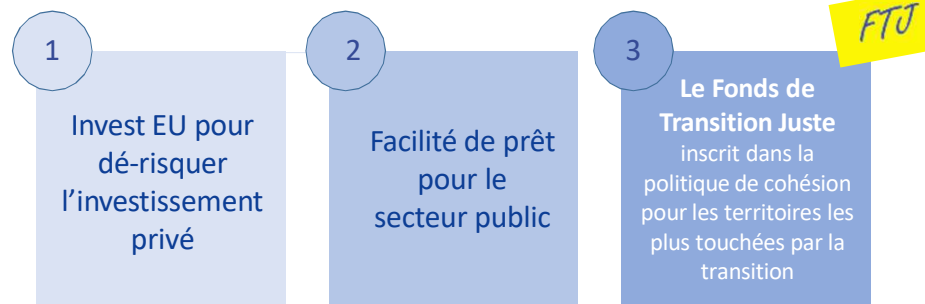 1
Invest EU pour
dé-risquer
l’investissement
privé
2
Facilité de prêt
pour le
secteur public
3
FTJ
Le Fonds de
Transition Juste
inscrit dans la
politique de cohésion
pour les territoires les
plus touchées par la
transition